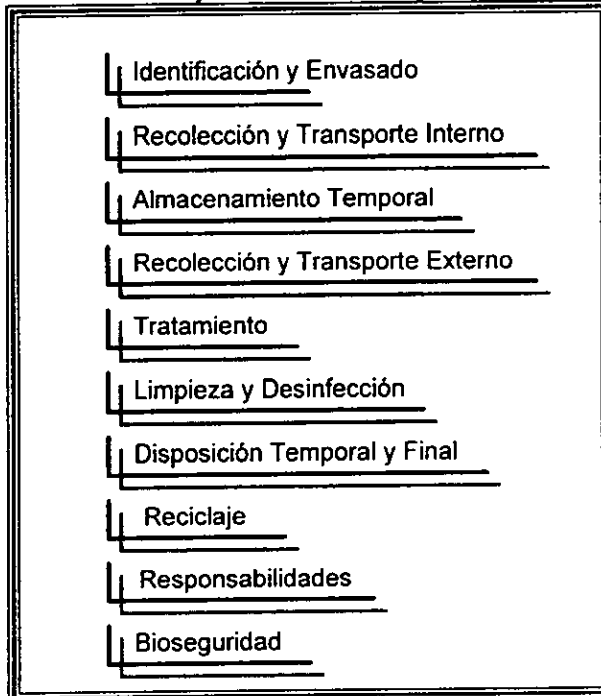 Identificación y Envasado
Recolección y Transporte Interno
Almacenamiento Temporal
Recolección y Transporte Externo
Tratamiento
Limpieza y Desinfección
Disposición Temporal y Final
Reciclaje
Responsabilidades
Bioseguridad